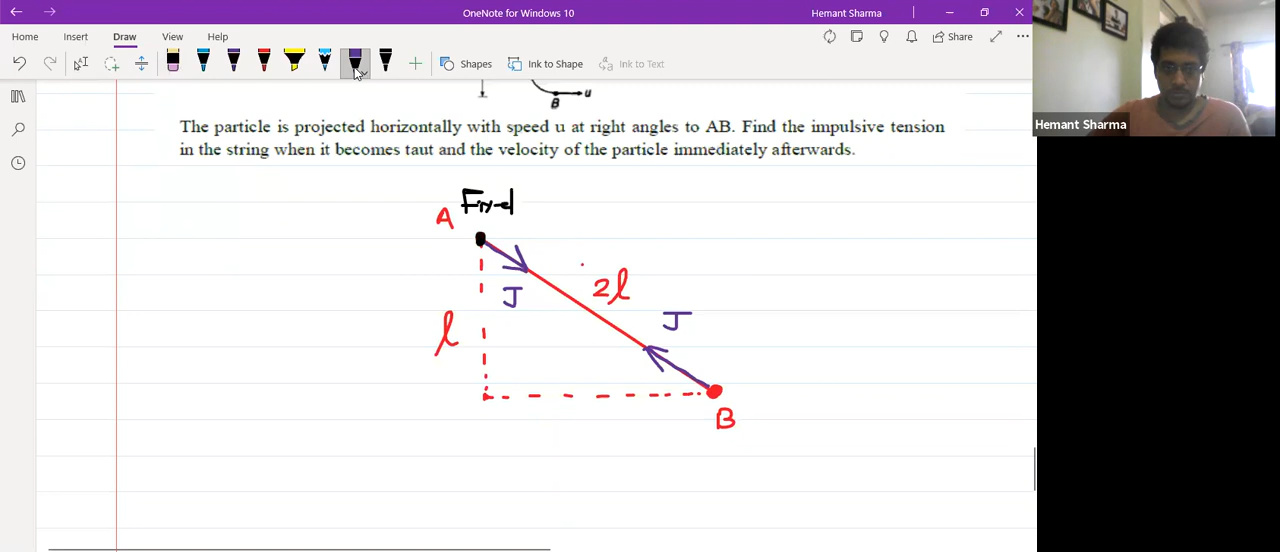 OneNote for Windows 10
Hemant Sharma
Home Insert Draw View Help
Share
Shapes
Ink to Shape
Ink to Text
B
u
The particle is projected horizontally with speed u at right angles to AB. Find the impulsive tension
in the string when it becomes taut and the velocity of the particle immediately afterwards.
Hemant Sharma
A
2l
J
J
l
B